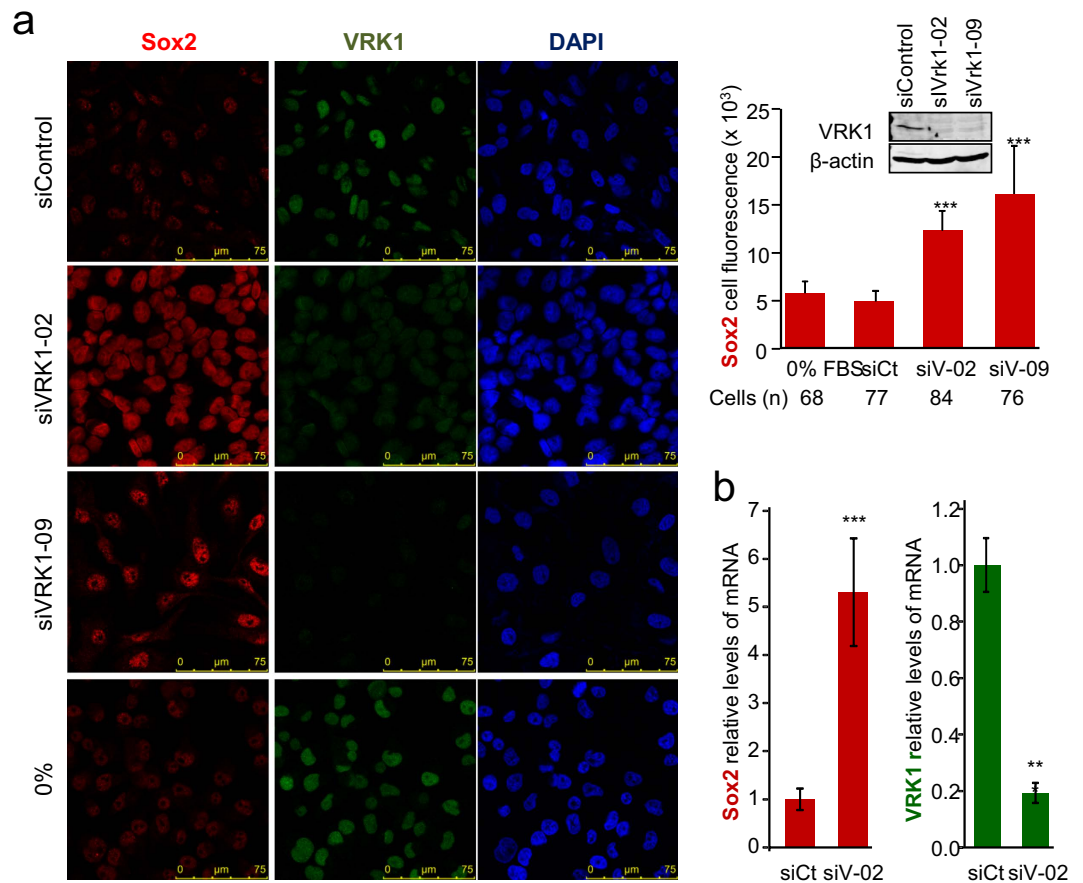 a
Sox2 VRK1 DAPI
siControl
0 µm 75
0 µm 75
0 µm 75
siVRK1-02
0 µm 75
0 µm 75
0 µm 75
siVRK1-09
0 µm 75
0 µm 75
0 µm 75
0%
0 µm 75
0 µm 75
0 µm 75
siControl
siVrk1-02
siVrk1-09
VRK1
β-actin
Sox2 cell fluorescence (x 10³)
25
20
15
10
5
0
***
***
0% FBS siCt siV-02 siV-09
Cells (n) 68 77 84 76
b
Sox2 relative levels of mRNA
7
6
5
4
3
2
1
0
***
siCt siV-02
VRK1 relative levels of mRNA
1.2
1.0
0.8
0.6
0.4
0.2
0.0
**
*
siCt siV-02